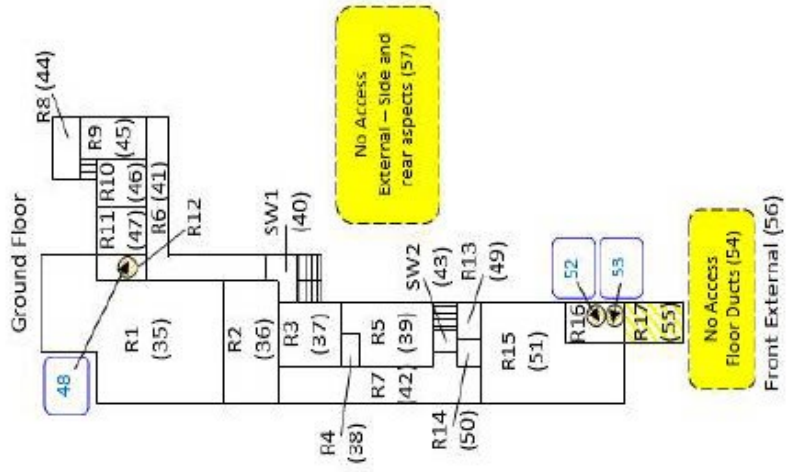 Ground Floor
R8 (44)
R9
(45)
R10
(46)
R11
(47)
R6 (41)
R12
48
R1
(35)
R2
(36)
SW1
(40)
R3
(37)
R4
(38)
R5
(39)
R7
(42)
SW2
(43)
R13
(49)
R14
(50)
R15
(51)
R16
52
53
R17
(55)
No Access
External – Side and
rear aspects (57)
No Access
Floor Ducts (54)
Front External (56)